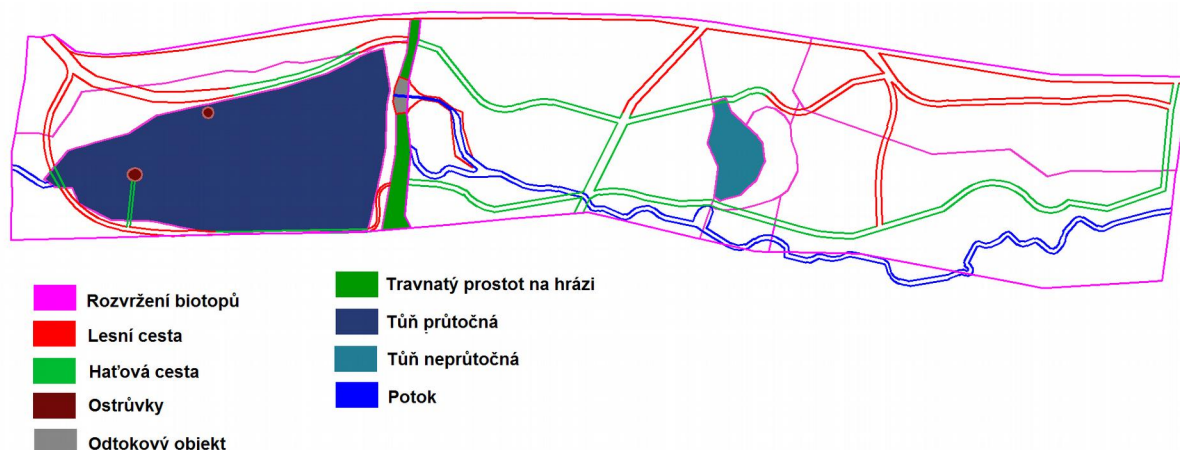 Rozvržení biotopů
Lesní cesta
Haťová cesta
Ostrůvky
Odtokový objekt
Travnatý prostot na hrázi
Tůň průtočná
Tůň neprůtočná
Potok